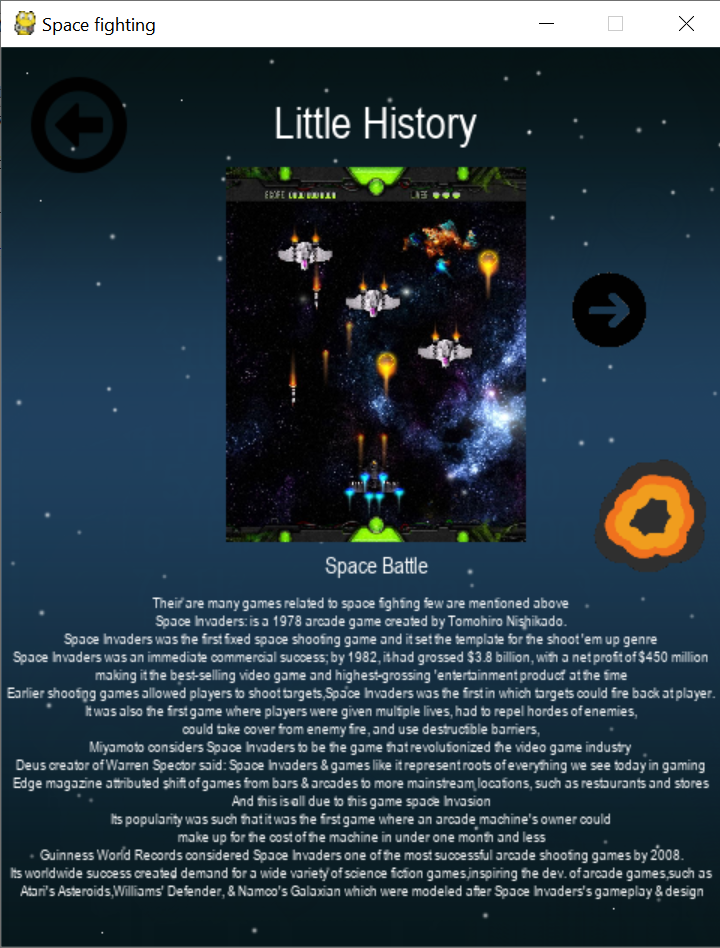 Space fighting
Little History
SCORE
LIVES
Space Battle
Their are many games related to space fighting few are mentioned above
Space Invaders: is a 1978 arcade game created by Tomohiro Nishikado.
Space Invaders was the first fixed space shooting game and it set the template for the shoot 'em up genre
Space Invaders was an immediate commercial success; by 1982, it had grossed $3.8 billion, with a net profit of $450 million
making it the best-selling video game and highest-grossing 'entertainment product' at the time
Earlier shooting games allowed players to shoot targets,Space Invaders was the first in which targets could fire back at player.
It was also the first game where players were given multiple lives, had to repel hordes of enemies,
could take cover from enemy fire, and use destructible barriers,
Miyamoto considers Space Invaders to be the game that revolutionized the video game industry
Deus creator of Warren Spector said: Space Invaders & games like it represent roots of everything we see today in gaming
Edge magazine attributed shift of games from bars & arcades to more mainstream locations, such as restaurants and stores
And this is all due to this game space Invasion
Its popularity was such that it was the first game where an arcade machine's owner could
make up for the cost of the machine in under one month and less
Guinness World Records considered Space Invaders one of the most successful arcade shooting games by 2008.
Its worldwide success created demand for a wide variety of science fiction games,inspiring the dev. of arcade games,such as
Atari's Asteroids,Williams' Defender, & Namco's Galaxian which were modeled after Space Invaders's gameplay & design